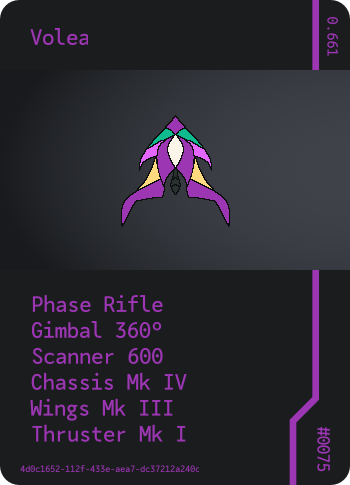 Volea
0.661
Phase Rifle
Gimbal 360°
Scanner 600
Chassis Mk IV
Wings Mk III
Thruster Mk I
#0075
4d0c1652-112f-433e-aea7-dc37212a240c